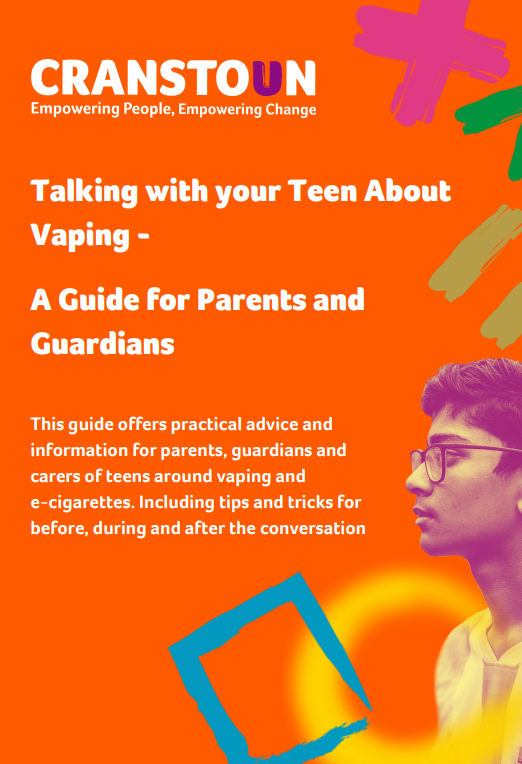 CRANSTOUN
Empowering People, Empowering Change
Talking with your Teen About
Vaping -
A Guide for Parents and
Guardians
This guide offers practical advice and
information for parents, guardians and
carers of teens around vaping and
e-cigarettes. Including tips and tricks for
before, during and after the conversation